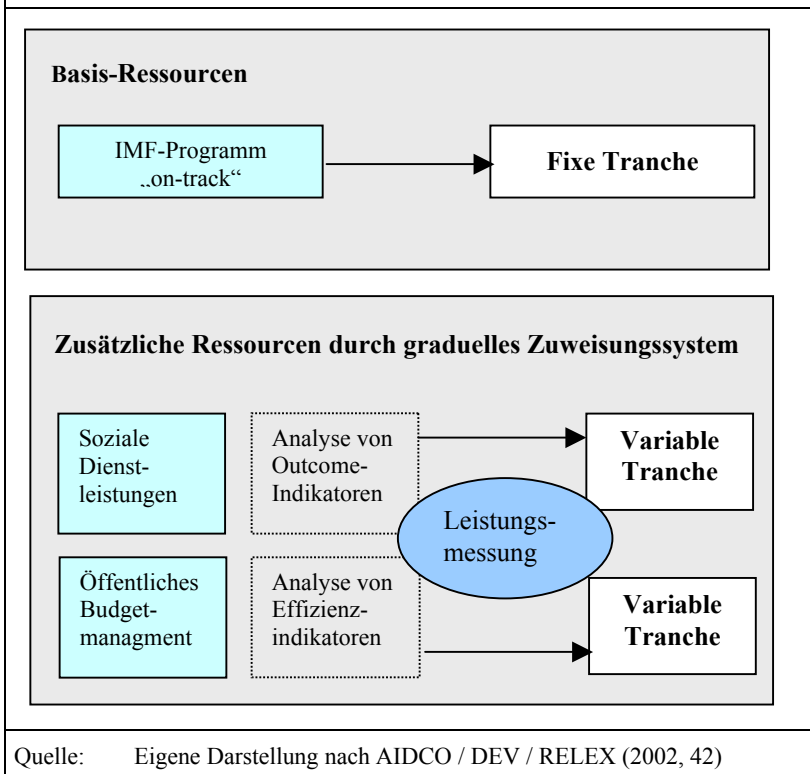 Basis-Ressourcen
IMF-Programm
„on-track“
Fixe Tranche
Zusätzliche Ressourcen durch graduelles Zuweisungssystem
Soziale
Dienst-
leistungen
Analyse von
Outcome-
Indikatoren
Variable
Tranche
Leistungs-
messung
Öffentliches
Budget-
managment
Analyse von
Effizienz-
indikatoren
Variable
Tranche
Quelle: Eigene Darstellung nach AIDCO / DEV / RELEX (2002, 42)